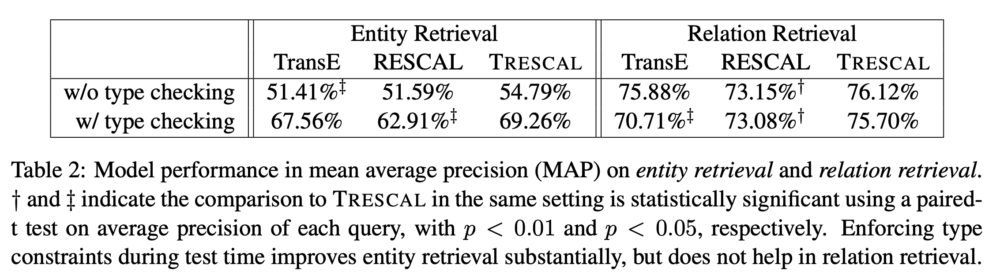 Entity Retrieval Relation Retrieval
TransE RESCAL TRESCAL TransE RESCAL TRESCAL
w/o type checking 51.41%‡ 51.59% 54.79% 75.88% 73.15%† 76.12%
w/ type checking 67.56% 62.91%‡ 69.26% 70.71%‡ 73.08%† 75.70%
Table 2: Model performance in mean average precision (MAP) on entity retrieval and relation retrieval.
† and ‡ indicate the comparison to TRESCAL in the same setting is statistically significant using a paired-
t test on average precision of each query, with p < 0.01 and p < 0.05, respectively. Enforcing type
constraints during test time improves entity retrieval substantially, but does not help in relation retrieval.